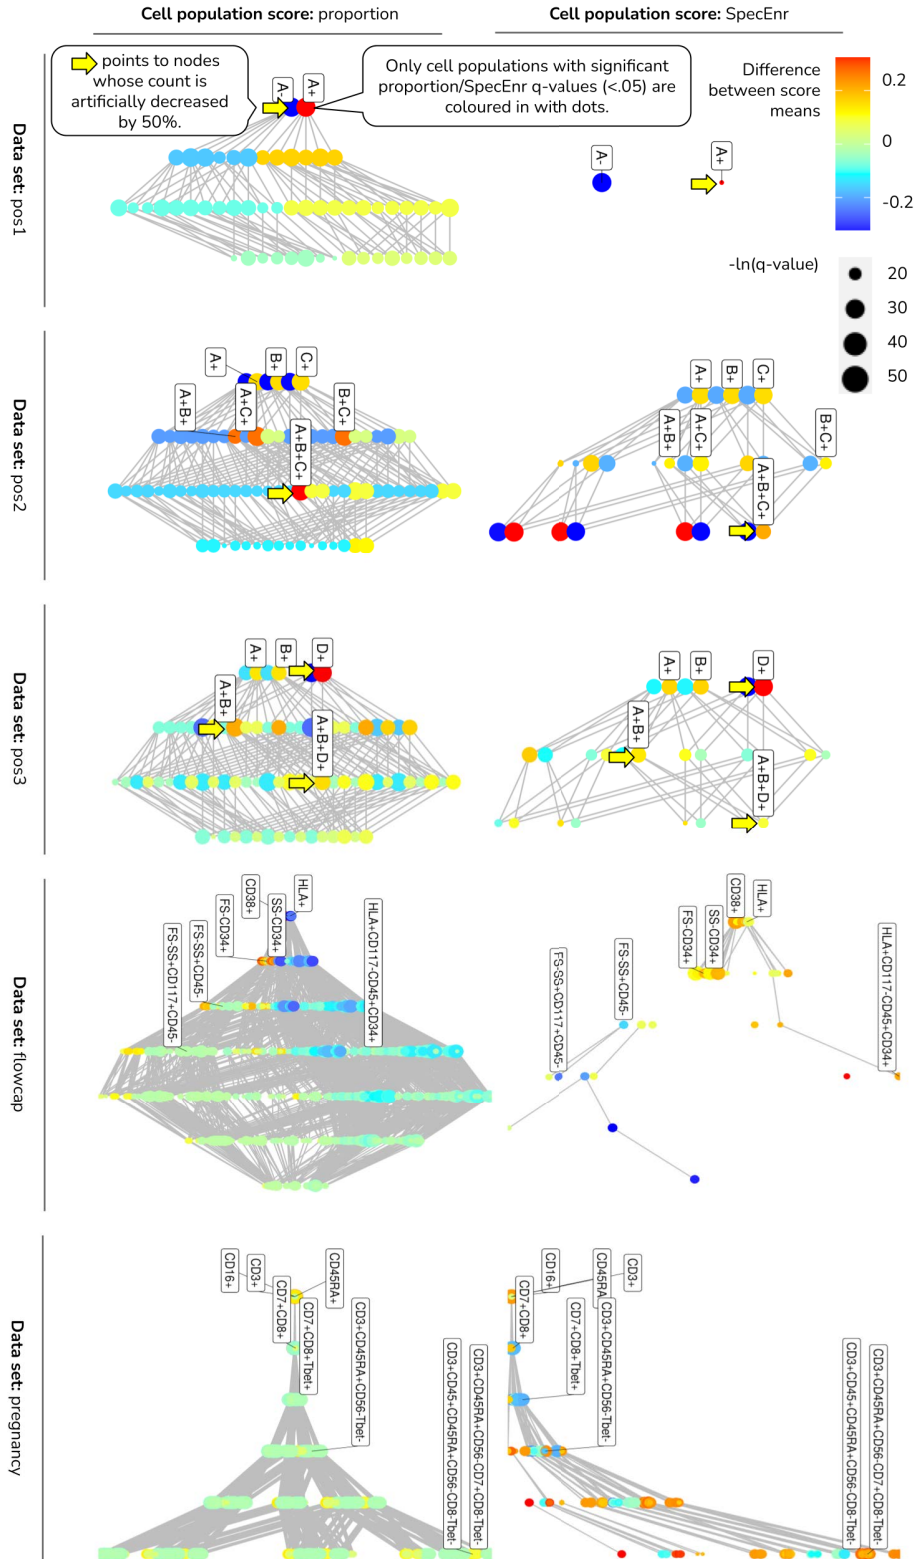 Cell population score: proportion
Cell population score: SpecEnr
points to nodes
whose count is
artificially decreased
by 50%.
Only cell populations with significant
proportion/SpecEnr q-values (<.05) are
coloured in with dots.
Difference
between score
means
0.2
0
-0.2
-ln(q-value)
20
30
40
50
Data set: pos1
A-
A+
A-
A+
Data set: pos2
A+
B+
C+
A+B+
A+C+
B+C+
A+B+C+
A+
B+
C+
A+B+
A+C+
B+C+
A+B+C+
Data set: pos3
A+
B+
D+
A+B+
A+B+D+
A+
B+
D+
A+B+
A+B+D+
Data set: flowcap
HLA+
CD38+
SS-CD34+
FS-CD34+
FS-SS+CD45-
FS-SS+CD117+CD45-
HLA+CD117-CD45+CD34+
HLA+
CD38+
SS-CD34+
FS-CD34+
FS-SS+CD45-
FS-SS+CD117+CD45-
HLA+CD117-CD45+CD34+
Data set: pregnancy
CD16+
CD3+
CD45RA+
CD7+CD8+
CD7+CD8+Tbet+
CD3+CD45RA+CD56-Tbet-
CD3+CD45+CD45RA+CD56-CD8-Tbet-
CD3+CD45RA+CD56-CD7+CD8-Tbet-
CD16+
CD45RA
CD3+
CD7+CD8+
CD7+CD8+Tbet+
CD3+CD45RA+CD56-Tbet-
CD3+CD45+CD45RA+CD56-CD8-Tbet-
CD3+CD45RA+CD56-CD7+CD8-Tbet-